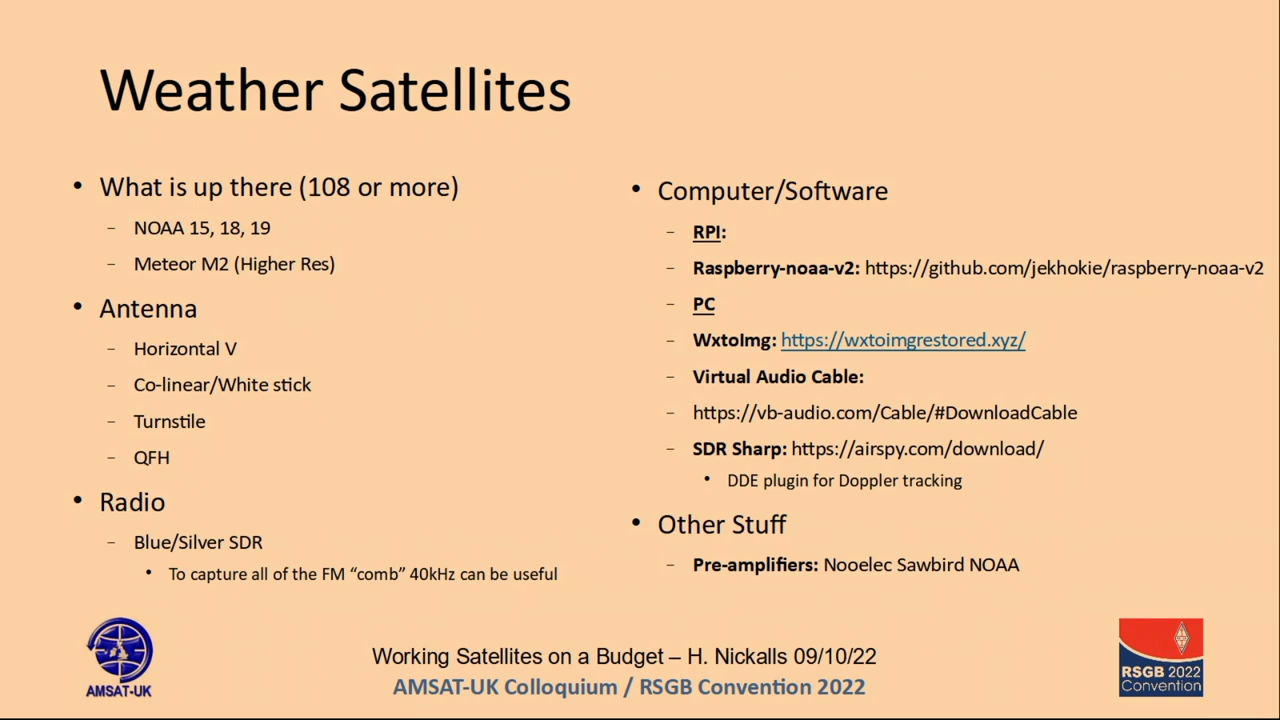 Weather Satellites
• What is up there (108 or more)
– NOAA 15, 18, 19
– Meteor M2 (Higher Res)
• Antenna
– Horizontal V
– Co-linear/White stick
– Turnstile
– QFH
• Radio
– Blue/Silver SDR
• To capture all of the FM “comb” 40kHz can be useful
• Computer/Software
– RPI:
– Raspberry-noaa-v2: https://github.com/jekhokie/raspberry-noaa-v2
– PC
– WxtoImg: https://wxtoimgrestored.xyz/
– Virtual Audio Cable:
– https://vb-audio.com/Cable/#DownloadCable
– SDR Sharp: https://airspy.com/download/
• DDE plugin for Doppler tracking
• Other Stuff
– Pre-amplifiers: Nooelec Sawbird NOAA
AMSAT-UK
Working Satellites on a Budget – H. Nickalls 09/10/22
AMSAT-UK Colloquium / RSGB Convention 2022
RSGB 2022
Convention